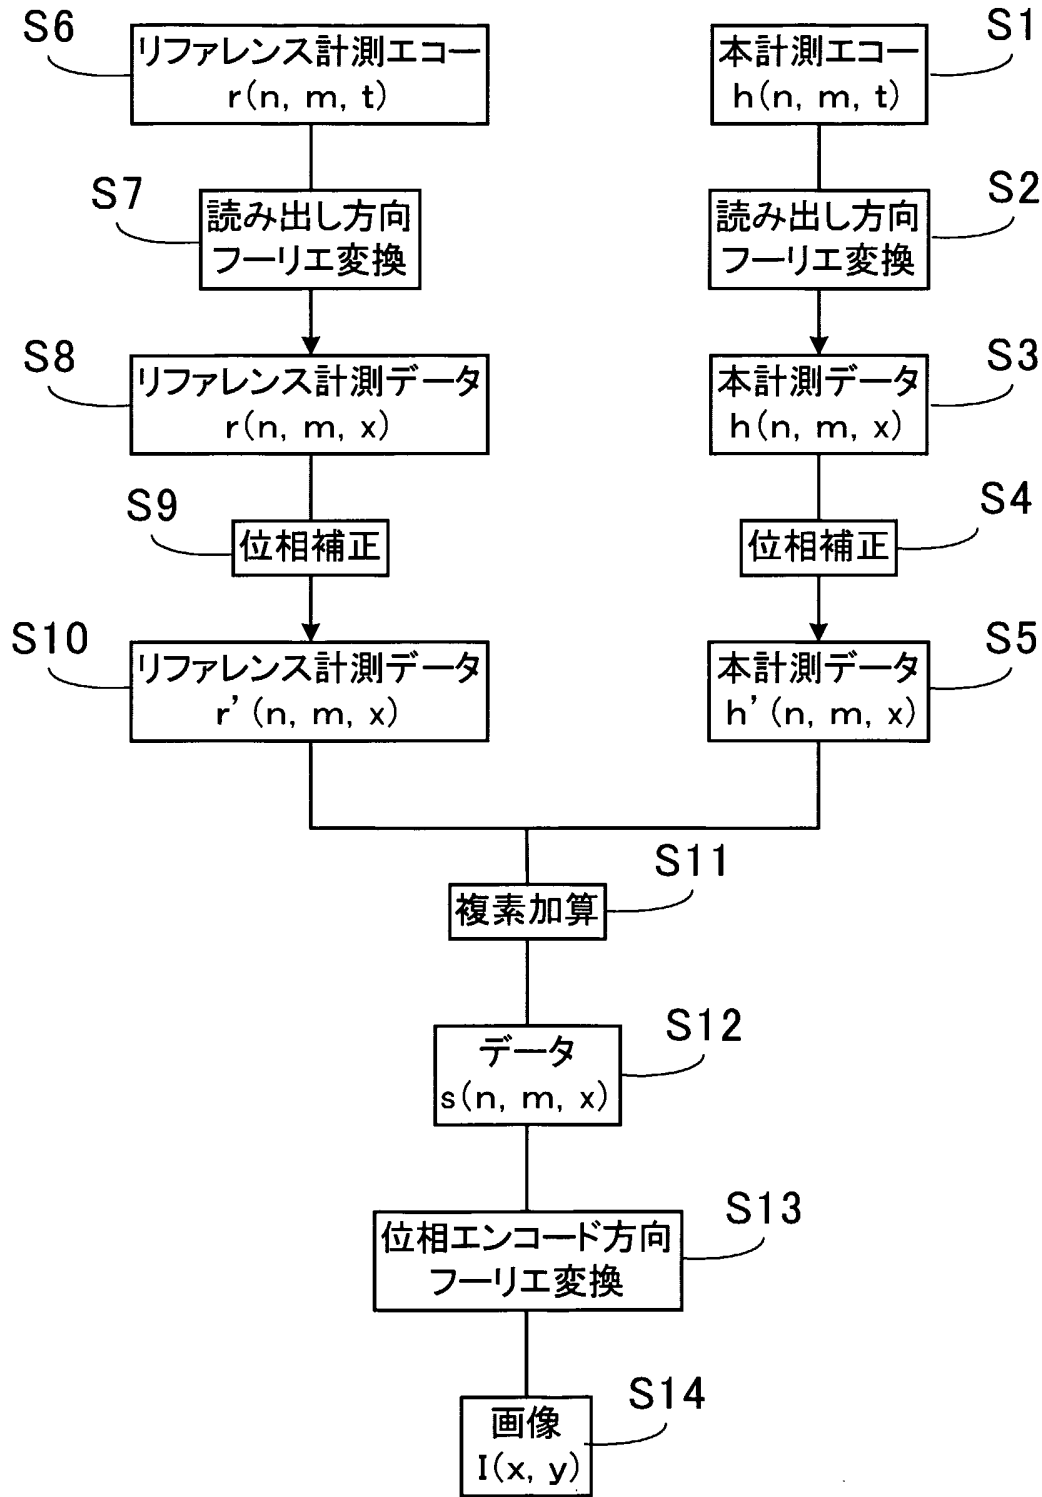 S6
リファレンス計測エコー
r(n, m, t)
S1
本計測エコー
h(n, m, t)
S7
読み出し方向
フーリエ変換
S2
読み出し方向
フーリエ変換
S8
リファレンス計測データ
r(n, m, x)
S3
本計測データ
h(n, m, x)
S9
位相補正
S4
位相補正
S10
リファレンス計測データ
r'(n, m, x)
S5
本計測データ
h'(n, m, x)
S11
複素加算
S12
データ
s(n, m, x)
S13
位相エンコード方向
フーリエ変換
S14
画像
I(x, y)